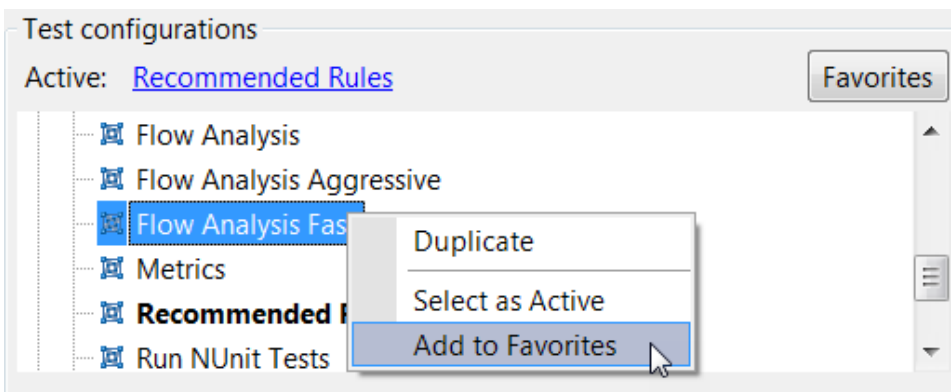 Test configurations
Active: Recommended Rules
Favorites
Flow Analysis
Flow Analysis Aggressive
Flow Analysis Fas
Duplicate
Metrics
Select as Active
Recommended
Add to Favorites
Run NUnit Tests